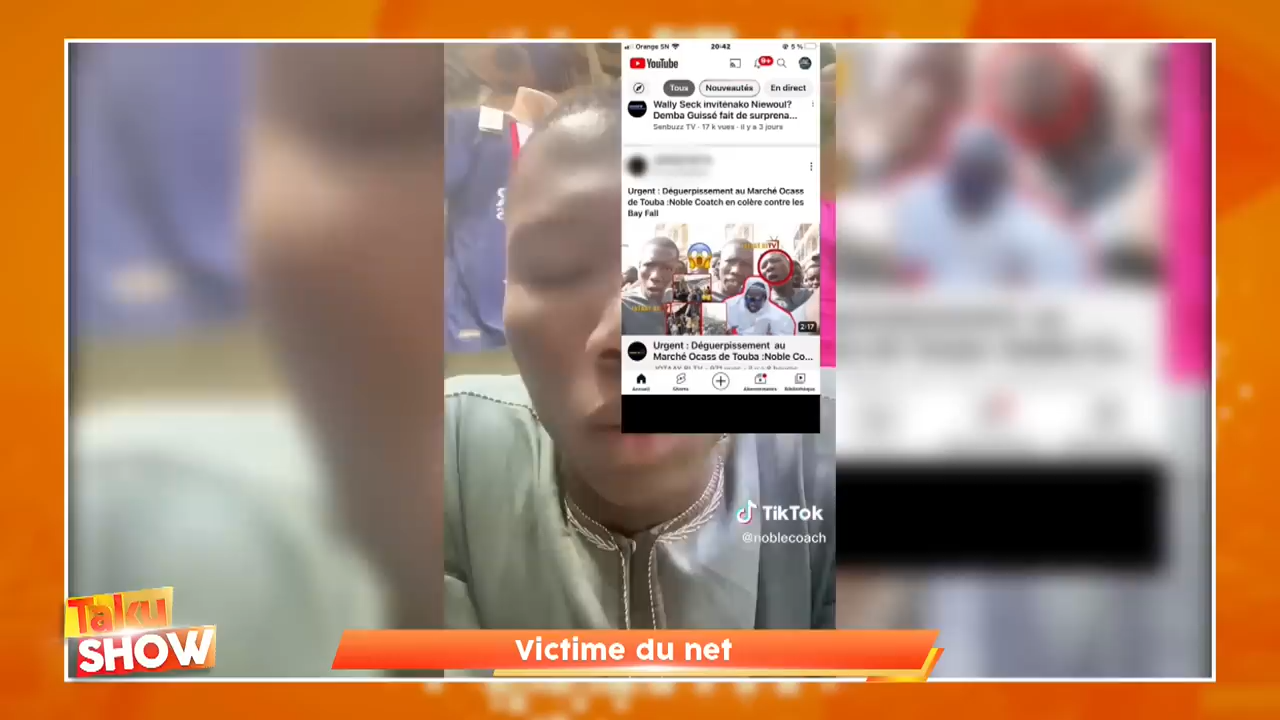 Orange SN
20:42
5 %
YouTube
9+
Tous
Nouveautés
En direct
Wally Seck invitènako Niewoul?
Demba Guissé fait de surprena...
Senbuzz TV - 17 k vues - il y a 3 jours
Urgent : Déguerpissement au Marché Ocass
de Touba :Noble Coatch en colère contre les
Bay Fall
2:17
Urgent : Déguerpissement au
Marché Ocass de Touba :Noble Co...
Accueil
Shorts
Abonnements
Bibliothèque
TikTok
@noblecoach
Taku
SHOW
Victime du net